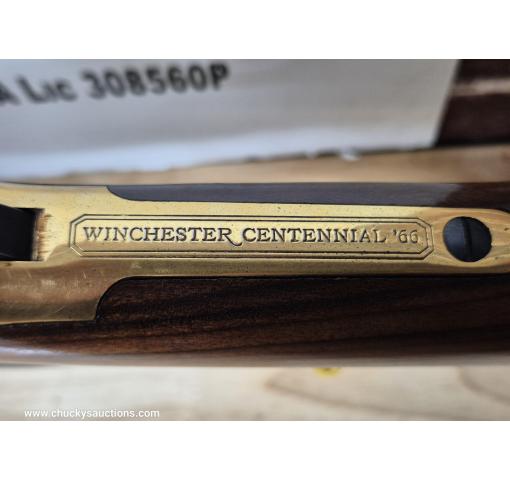 A Lic 308560P
WINCHESTER CENTENNIAL '66
www.chuckysauctions.com